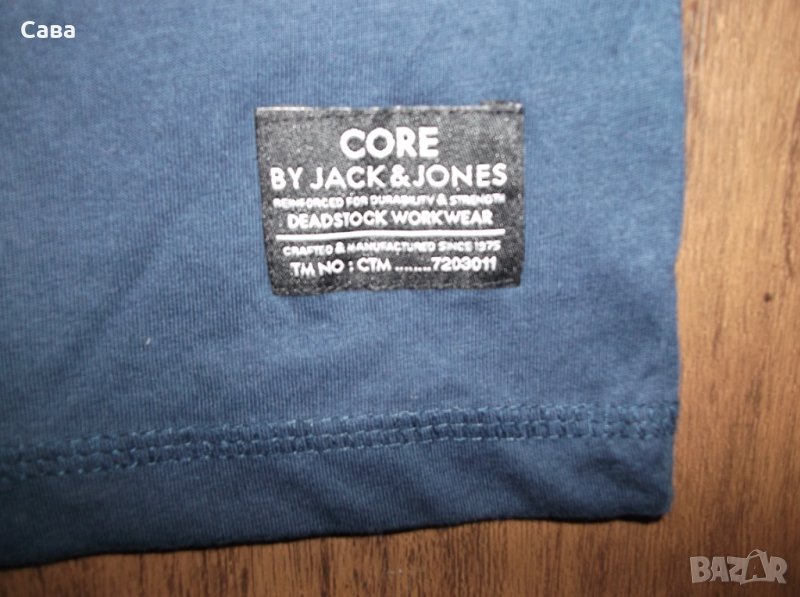 Сава
CORE
BY JACK & JONES
REINFORCED FOR DURABILITY & STRENGTH
DEADSTOCK WORKWEAR
CRAFTED & MANUFACTURED SINCE 1975
TM NO : CTM ........7203011
BAZAR